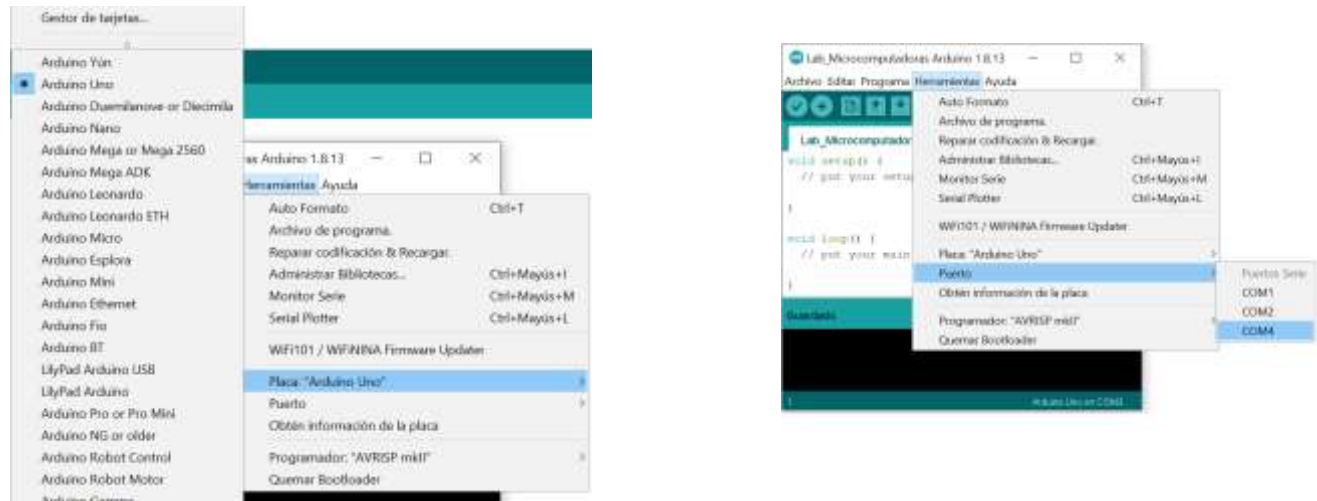 Gestor de tarjetas...
Arduino Yún
Arduino Uno
Arduino Duemilanove or Diecimila
Arduino Nano
Arduino Mega or Mega 2560
Arduino Mega ADK
Arduino Leonardo
Arduino Leonardo ETH
Arduino Micro
Arduino Esplora
Arduino Mini
Arduino Ethernet
Arduino Fio
Arduino BT
LilyPad Arduino USB
LilyPad Arduino
Arduino Pro or Pro Mini
Arduino NG or older
Arduino Robot Control
Arduino Robot Motor
Arduino Gemma
as Arduino 1.8.13
Herramientas Ayuda
Auto Formato Ctrl+T
Archivo de programa.
Reparar codificación & Recargar.
Administrar Bibliotecas... Ctrl+Mayús+I
Monitor Serie Ctrl+Mayús+M
Serial Plotter Ctrl+Mayús+L
WiFi101 / WiFiNINA Firmware Updater
Placa: "Arduino Uno"
Puerto
Obtén información de la placa
Programador: "AVRISP mkII"
Quemar Bootloader
Lab_Microcomputadoras Arduino 1.8.13
Archivo Editar Programa Herramientas Ayuda
Lab_Microcomputador
void setup() {
// put your setup
}
void loop() {
// put your main
}
Guardado
Auto Formato Ctrl+T
Archivo de programa.
Reparar codificación & Recargar.
Administrar Bibliotecas... Ctrl+Mayús+I
Monitor Serie Ctrl+Mayús+M
Serial Plotter Ctrl+Mayús+L
WiFi101 / WiFiNINA Firmware Updater
Placa: "Arduino Uno"
Puerto
Obtén información de la placa
Programador: "AVRISP mkII"
Quemar Bootloader
Puertos Serie
COM1
COM2
COM4
1 Arduino Uno en